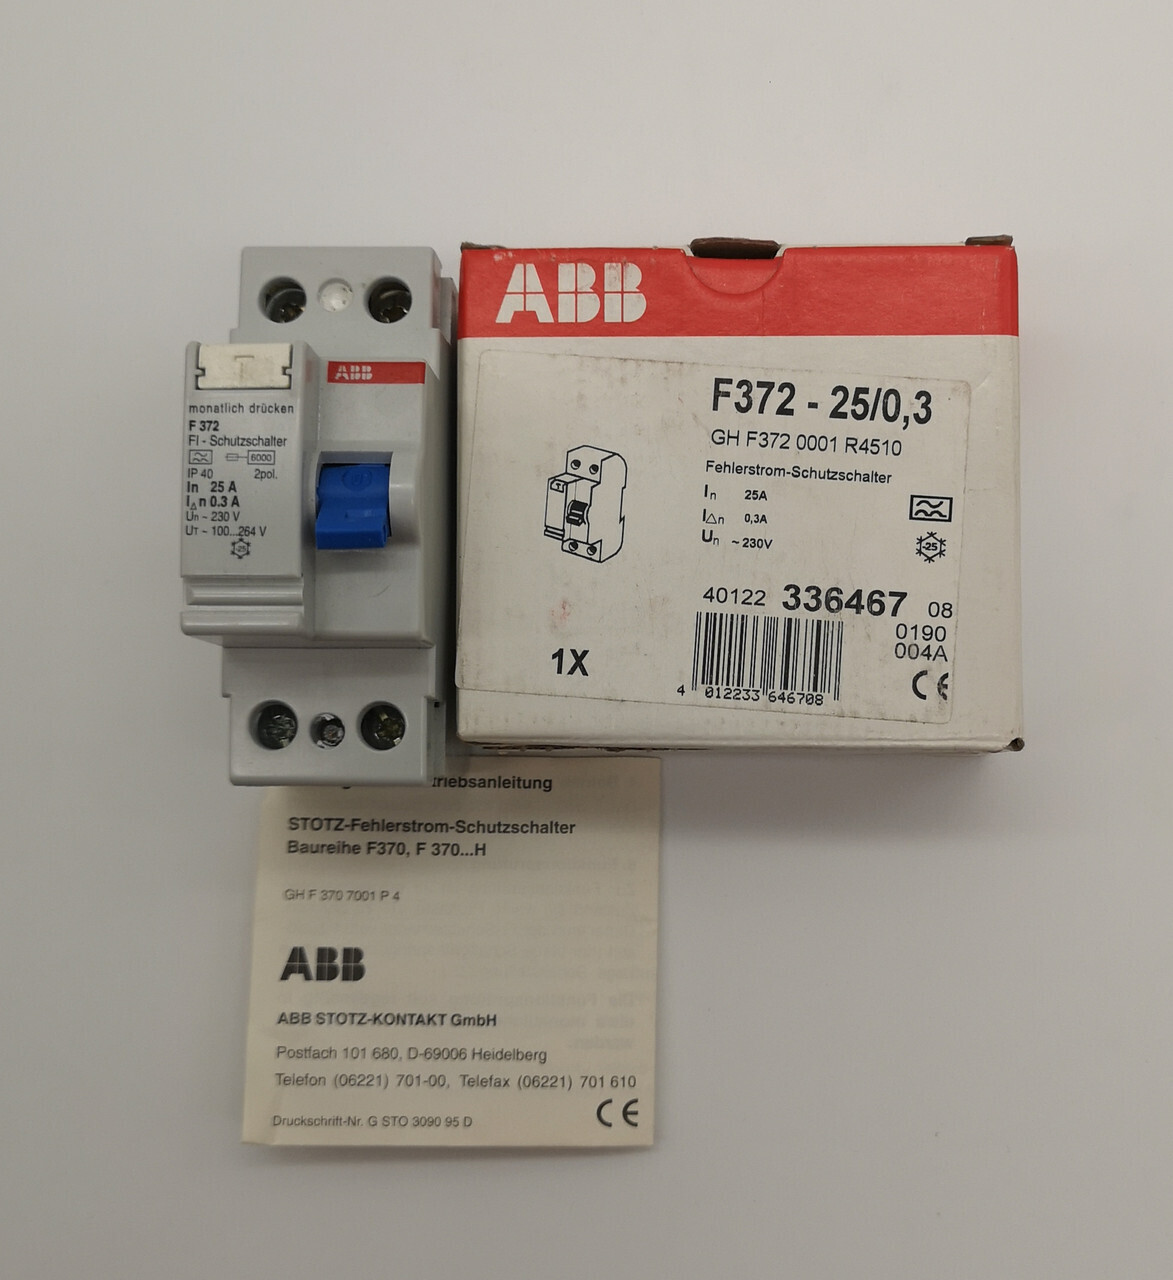 T
ABB
monatlich drücken
F 372
FI - Schutzschalter
6000
IP 40 2pol.
In 25 A
I△n 0.3 A
Un ~ 230 V
UT ~ 100...264 V
-25
ABB
F372 - 25/0,3
GH F372 0001 R4510
Fehlerstrom-Schutzschalter
In 25A
I△n 0,3A
Un ~ 230V
-25
40122 336467 08
0190
004A
1X
4 012233 646708
CE
triebsanleitung
STOTZ-Fehlerstrom-Schutzschalter
Baureihe F370, F 370...H
GH F 370 7001 P 4
ABB
ABB STOTZ-KONTAKT GmbH
Postfach 101 680, D-69006 Heidelberg
Telefon (06221) 701-00, Telefax (06221) 701 610
Druckschrift-Nr. G STO 3090 95 D
CE